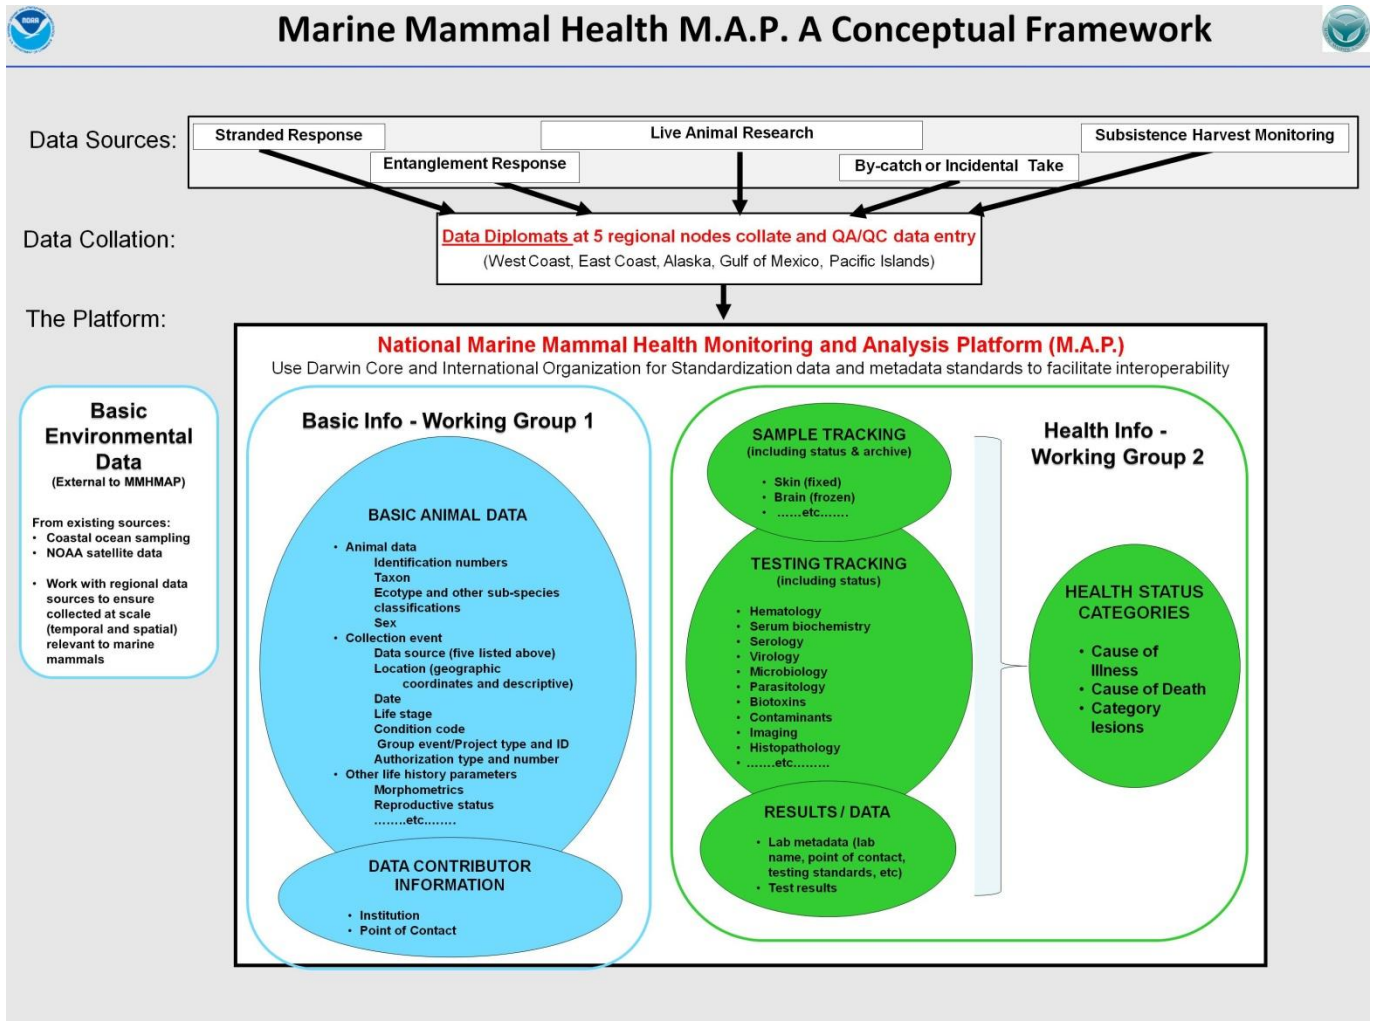 NOAA
Marine Mammal Health M.A.P. A Conceptual Framework
Data Sources:
Stranded Response
Entanglement Response
Live Animal Research
By-catch or Incidental Take
Subsistence Harvest Monitoring
Data Collation:
Data Diplomats at 5 regional nodes collate and QA/QC data entry
(West Coast, East Coast, Alaska, Gulf of Mexico, Pacific Islands)
The Platform:
National Marine Mammal Health Monitoring and Analysis Platform (M.A.P.)
Use Darwin Core and International Organization for Standardization data and metadata standards to facilitate interoperability
Basic
Environmental
Data
(External to MMHMAP)
From existing sources:
• Coastal ocean sampling
• NOAA satellite data
• Work with regional data
sources to ensure
collected at scale
(temporal and spatial)
relevant to marine
mammals
Basic Info - Working Group 1
BASIC ANIMAL DATA
• Animal data
Identification numbers
Taxon
Ecotype and other sub-species
classifications
Sex
• Collection event
Data source (five listed above)
Location (geographic
coordinates and descriptive)
Date
Life stage
Condition code
Group event/Project type and ID
Authorization type and number
• Other life history parameters
Morphometrics
Reproductive status
........etc........
DATA CONTRIBUTOR
INFORMATION
• Institution
• Point of Contact
SAMPLE TRACKING
(including status & archive)
• Skin (fixed)
• Brain (frozen)
• ......etc.......
TESTING TRACKING
(including status)
• Hematology
• Serum biochemistry
• Serology
• Virology
• Microbiology
• Parasitology
• Biotoxins
• Contaminants
• Imaging
• Histopathology
• .......etc.........
RESULTS / DATA
• Lab metadata (lab
name, point of contact,
testing standards, etc)
• Test results
Health Info -
Working Group 2
HEALTH STATUS
CATEGORIES
• Cause of
Illness
• Cause of Death
• Category
lesions